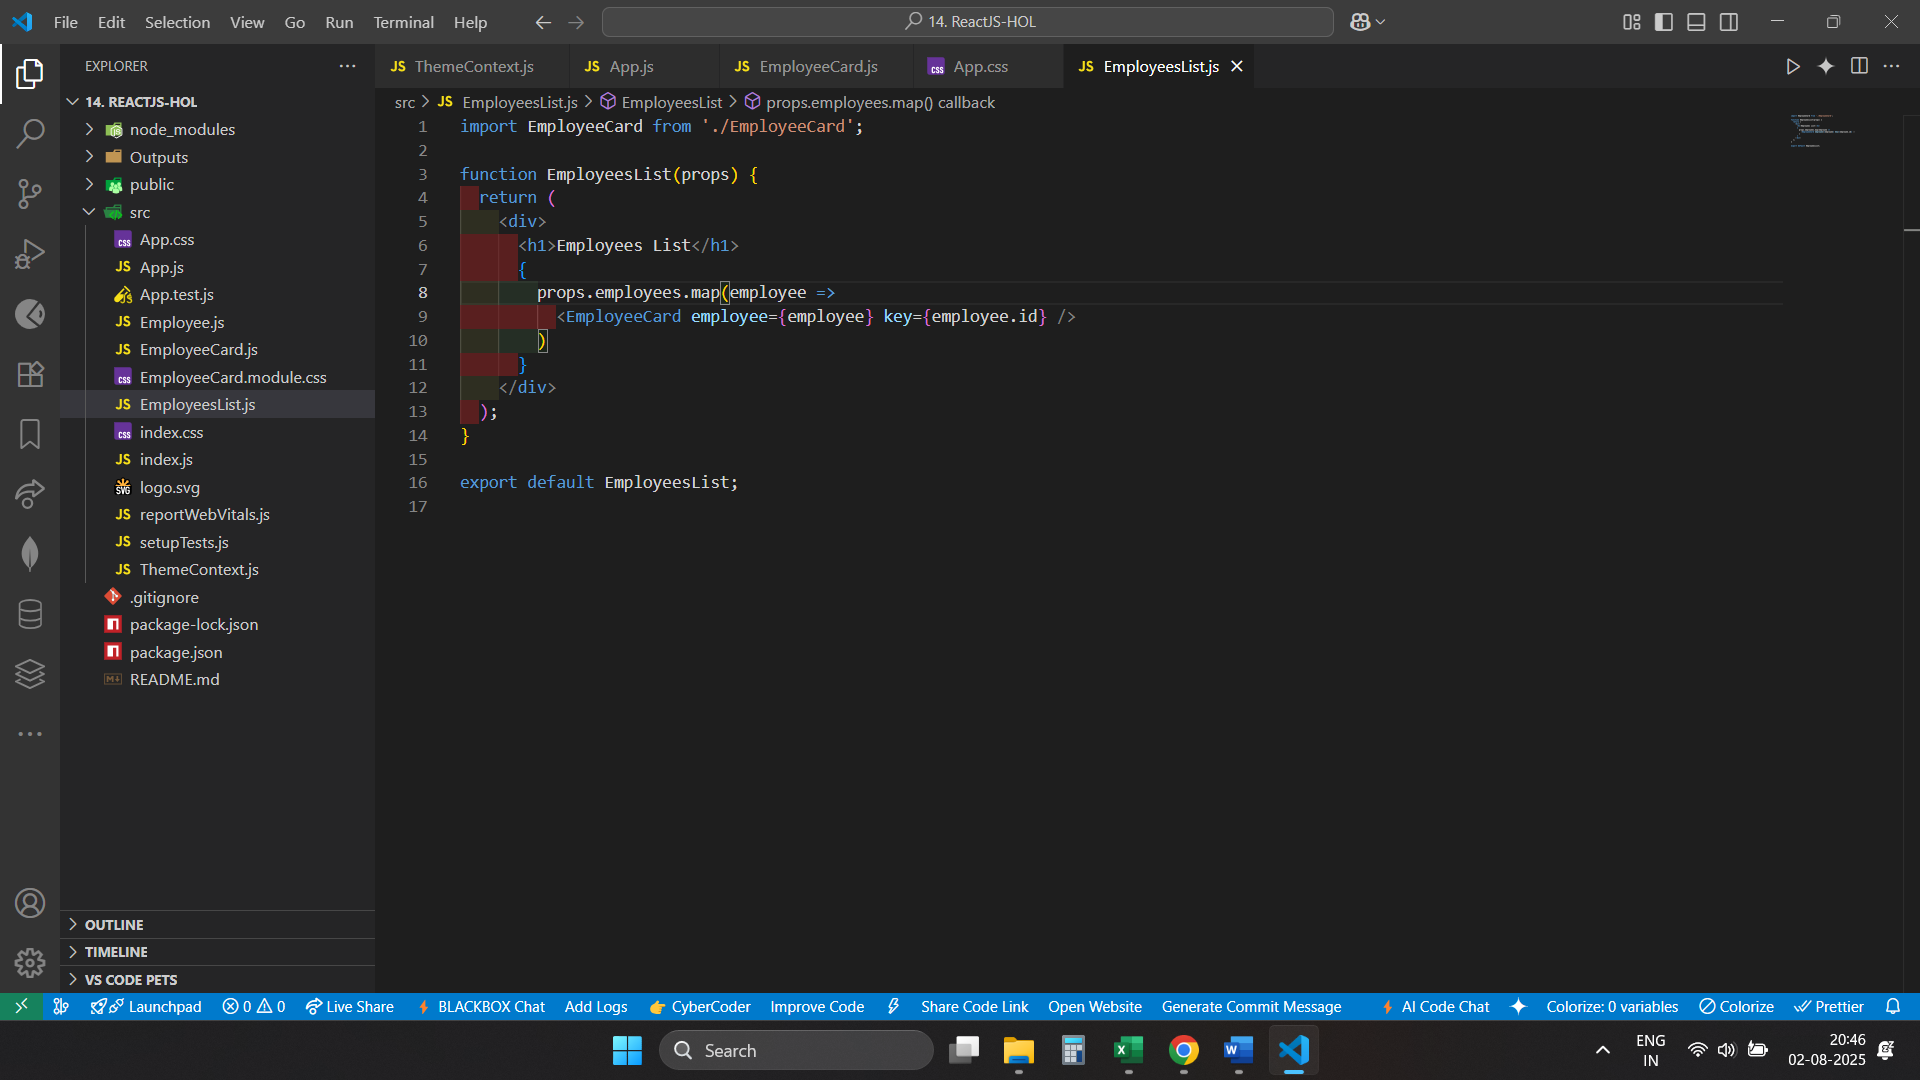 File Edit Selection View Go Run Terminal Help
14. ReactJS-HOL
EXPLORER
14. REACTJS-HOL
node_modules
Outputs
public
src
App.css
App.js
App.test.js
Employee.js
EmployeeCard.js
EmployeeCard.module.css
EmployeesList.js
index.css
index.js
logo.svg
reportWebVitals.js
setupTests.js
ThemeContext.js
.gitignore
package-lock.json
package.json
README.md
OUTLINE
TIMELINE
VS CODE PETS
JS ThemeContext.js JS App.js JS EmployeeCard.js css App.css JS EmployeesList.js
src > JS EmployeesList.js > EmployeesList > props.employees.map() callback
1 import EmployeeCard from './EmployeeCard';
2
3 function EmployeesList(props) {
4 return (
5 <div>
6 <h1>Employees List</h1>
7 {
8 props.employees.map(employee =>
9 <EmployeeCard employee={employee} key={employee.id} />
10 )
11 }
12 </div>
13 );
14 }
15
16 export default EmployeesList;
17
Launchpad 0 0 Live Share BLACKBOX Chat Add Logs CyberCoder Improve Code Share Code Link Open Website Generate Commit Message AI Code Chat Colorize: 0 variables Colorize Prettier
Search
ENG
IN
20:46
02-08-2025